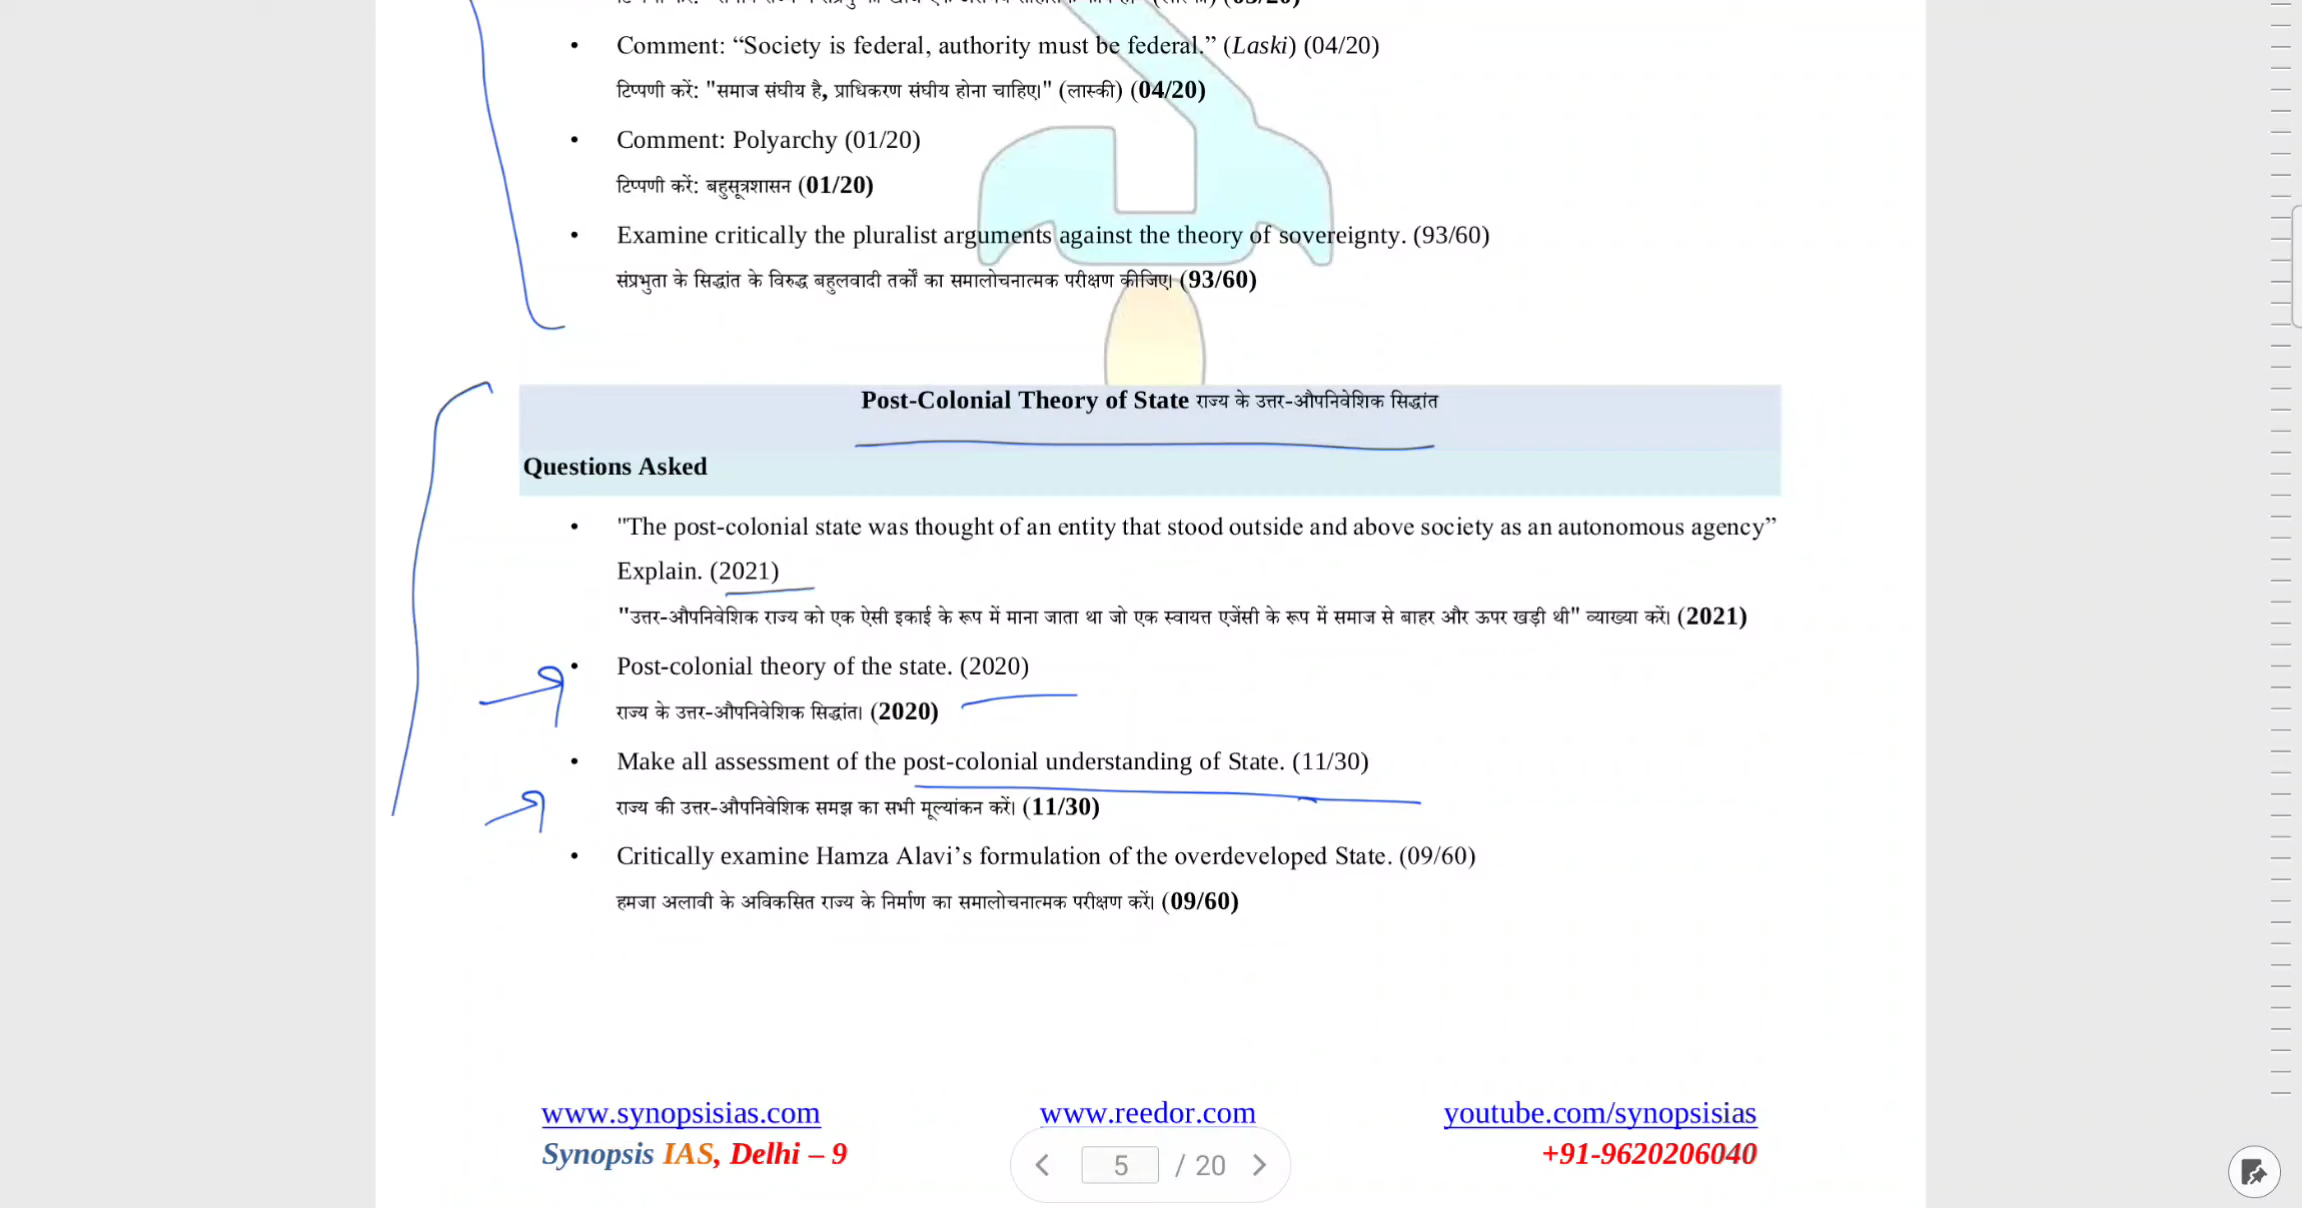 • Comment: “Society is federal, authority must be federal.” (Laski) (04/20)
टिप्पणी करें: "समाज संघीय है, प्राधिकरण संघीय होना चाहिए।" (लास्की) (04/20)
• Comment: Polyarchy (01/20)
टिप्पणी करें: बहुसूत्रशासन (01/20)
• Examine critically the pluralist arguments against the theory of sovereignty. (93/60)
संप्रभुता के सिद्धांत के विरुद्ध बहुलवादी तर्कों का समालोचनात्मक परीक्षण कीजिए। (93/60)
Post-Colonial Theory of State राज्य के उत्तर-औपनिवेशिक सिद्धांत
Questions Asked
• "The post-colonial state was thought of an entity that stood outside and above society as an autonomous agency”
Explain. (2021)
"उत्तर-औपनिवेशिक राज्य को एक ऐसी इकाई के रूप में माना जाता था जो एक स्वायत्त एजेंसी के रूप में समाज से बाहर और ऊपर खड़ी थी" व्याख्या करें। (2021)
• Post-colonial theory of the state. (2020)
राज्य के उत्तर-औपनिवेशिक सिद्धांत। (2020)
• Make all assessment of the post-colonial understanding of State. (11/30)
राज्य की उत्तर-औपनिवेशिक समझ का सभी मूल्यांकन करें। (11/30)
• Critically examine Hamza Alavi’s formulation of the overdeveloped State. (09/60)
हमजा अलावी के अविकसित राज्य के निर्माण का समालोचनात्मक परीक्षण करें। (09/60)
www.synopsisias.com www.reedor.com youtube.com/synopsisias
Synopsis IAS, Delhi – 9 +91-9620206040
5 / 20